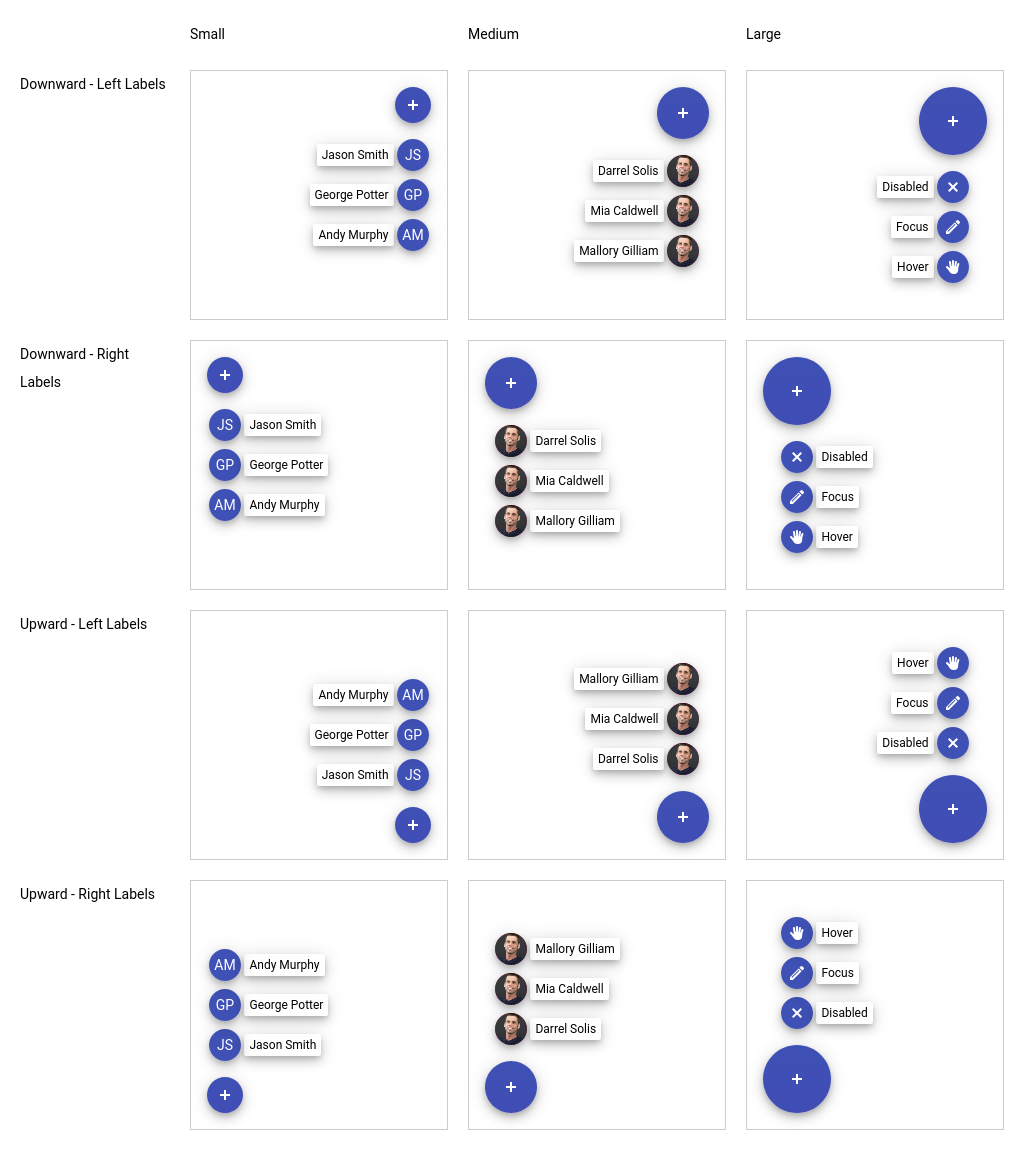 Small
Medium
Large
Downward - Left Labels
Jason Smith JS
George Potter GP
Andy Murphy AM
Darrel Solis
Mia Caldwell
Mallory Gilliam
Disabled
Focus
Hover
Downward - Right
Labels
JS Jason Smith
GP George Potter
AM Andy Murphy
Darrel Solis
Mia Caldwell
Mallory Gilliam
Disabled
Focus
Hover
Upward - Left Labels
Andy Murphy AM
George Potter GP
Jason Smith JS
Mallory Gilliam
Mia Caldwell
Darrel Solis
Hover
Focus
Disabled
Upward - Right Labels
AM Andy Murphy
GP George Potter
JS Jason Smith
Mallory Gilliam
Mia Caldwell
Darrel Solis
Hover
Focus
Disabled